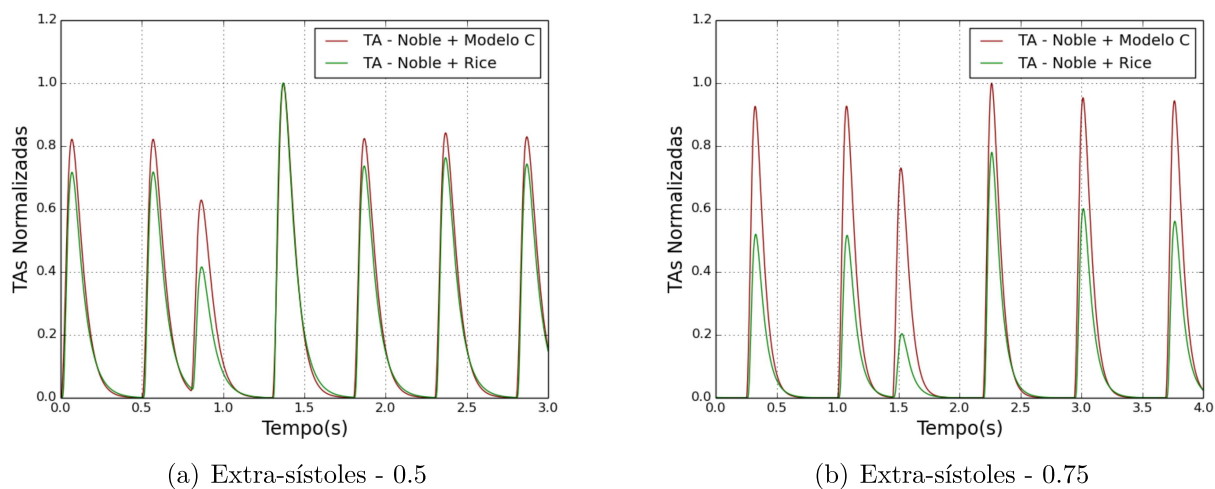 1.2
1.0
0.8
0.6
0.4
0.2
0.0
TAs Normalizadas
TA - Noble + Modelo C
TA - Noble + Rice
0.0 0.5 1.0 1.5 2.0 2.5 3.0
Tempo(s)
(a) Extra-sístoles - 0.5
1.2
1.0
0.8
0.6
0.4
0.2
0.0
TAs Normalizadas
TA - Noble + Modelo C
TA - Noble + Rice
0.0 0.5 1.0 1.5 2.0 2.5 3.0 3.5 4.0
Tempo(s)
(b) Extra-sístoles - 0.75